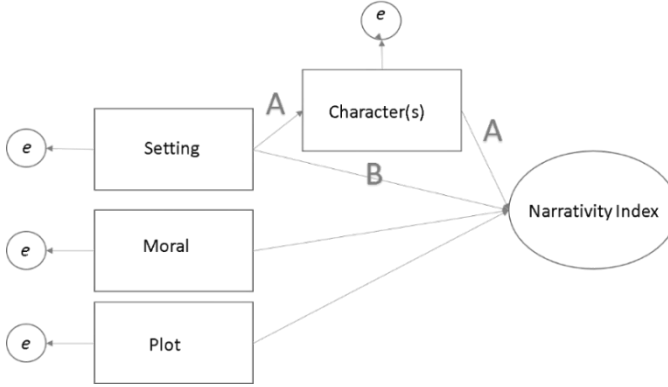 e
A
Character(s)
A
e
Setting
B
Narrativity Index
e
Moral
e
Plot